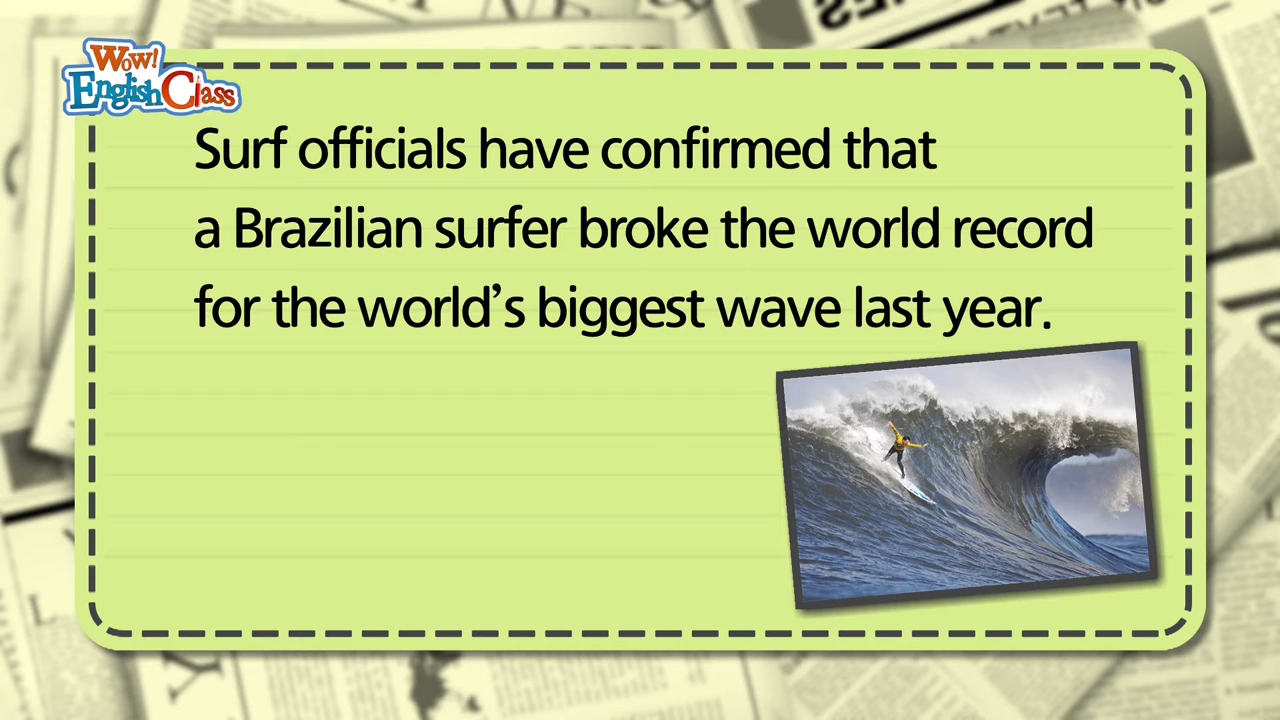 Wow!
English Class
Surf officials have confirmed that
a Brazilian surfer broke the world record
for the world’s biggest wave last year.